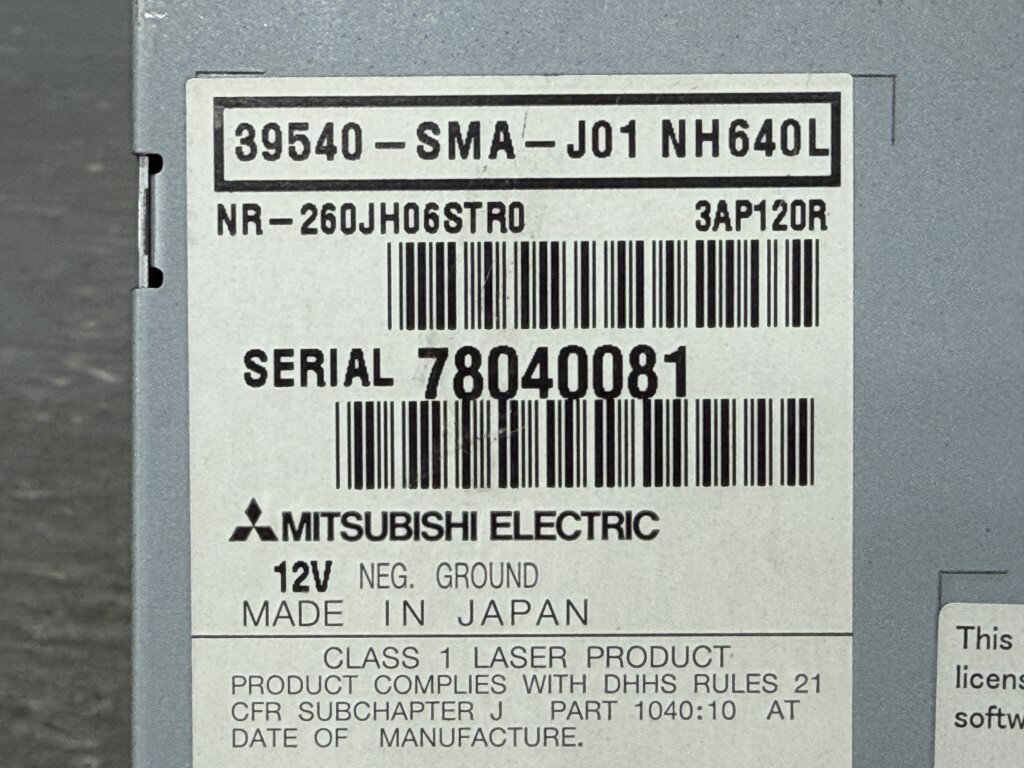 39540-SMA-J01 NH640L
NR-260JH06STR0 3AP120R
SERIAL 78040081
MITSUBISHI ELECTRIC
12V NEG. GROUND
MADE IN JAPAN
CLASS 1 LASER PRODUCT
PRODUCT COMPLIES WITH DHHS RULES 21
CFR SUBCHAPTER J PART 1040:10 AT
DATE OF MANUFACTURE.
This
licens
softw